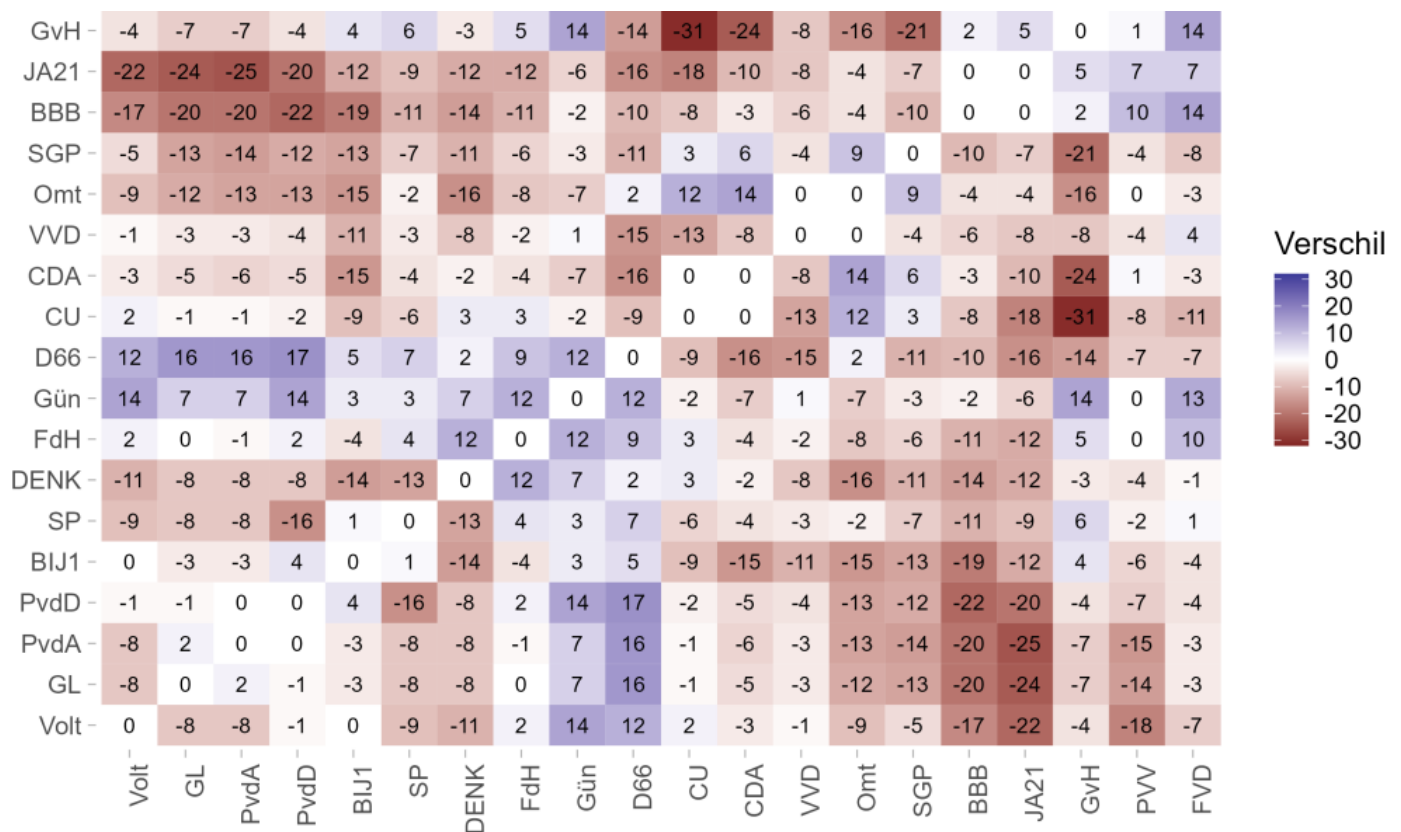 GvH -4 -7 -7 -4 4 6 -3 5 14 -14 -31 -24 -8 -16 -21 2 5 0 1 14
JA21 -22 -24 -25 -20 -12 -9 -12 -12 -6 -16 -18 -10 -8 -4 -7 0 0 5 7 7
BBB -17 -20 -20 -22 -19 -11 -14 -11 -2 -10 -8 -3 -6 -4 -10 0 0 2 10 14
SGP -5 -13 -14 -12 -13 -7 -11 -6 -3 -11 3 6 -4 9 0 -10 -7 -21 -4 -8
Omt -9 -12 -13 -13 -15 -2 -16 -8 -7 2 12 14 0 0 9 -4 -4 -16 0 -3
VVD -1 -3 -3 -4 -11 -3 -8 -2 1 -15 -13 -8 0 0 -4 -6 -8 -8 -4 4
Verschil
CDA -3 -5 -6 -5 -15 -4 -2 -4 -7 -16 0 0 -8 14 6 -3 -10 -24 1 -3
30
20
CU 2 -1 -1 -2 -9 -6 3 3 -2 -9 0 0 -13 12 3 -8 -18 -31 -8 -11
10
D66 12 16 16 17 5 7 2 9 12 0 -9 -16 -15 2 -11 -10 -16 -14 -7 -7
0
-10
Gün 14 7 7 14 3 3 7 12 0 12 -2 -7 1 -7 -3 -2 -6 14 0 13
-20
FdH 2 0 -1 2 -4 4 12 0 12 9 3 -4 -2 -8 -6 -11 -12 5 0 10
-30
DENK -11 -8 -8 -8 -14 -13 0 12 7 2 3 -2 -8 -16 -11 -14 -12 -3 -4 -1
SP -9 -8 -8 -16 1 0 -13 4 3 7 -6 -4 -3 -2 -7 -11 -9 6 -2 1
BIJ1 0 -3 -3 4 0 1 -14 -4 3 5 -9 -15 -11 -15 -13 -19 -12 4 -6 -4
PvdD -1 -1 0 0 4 -16 -8 2 14 17 -2 -5 -4 -13 -12 -22 -20 -4 -7 -4
PvdA -8 2 0 0 -3 -8 -8 -1 7 16 -1 -6 -3 -13 -14 -20 -25 -7 -15 -3
GL -8 0 2 -1 -3 -8 -8 0 7 16 -1 -5 -3 -12 -13 -20 -24 -7 -14 -3
Volt 0 -8 -8 -1 0 -9 -11 2 14 12 2 -3 -1 -9 -5 -17 -22 -4 -18 -7
Volt GL PvdA PvdD BIJ1 SP DENK FdH Gün D66 CU CDA VVD Omt SGP BBB JA21 GvH PVV FVD